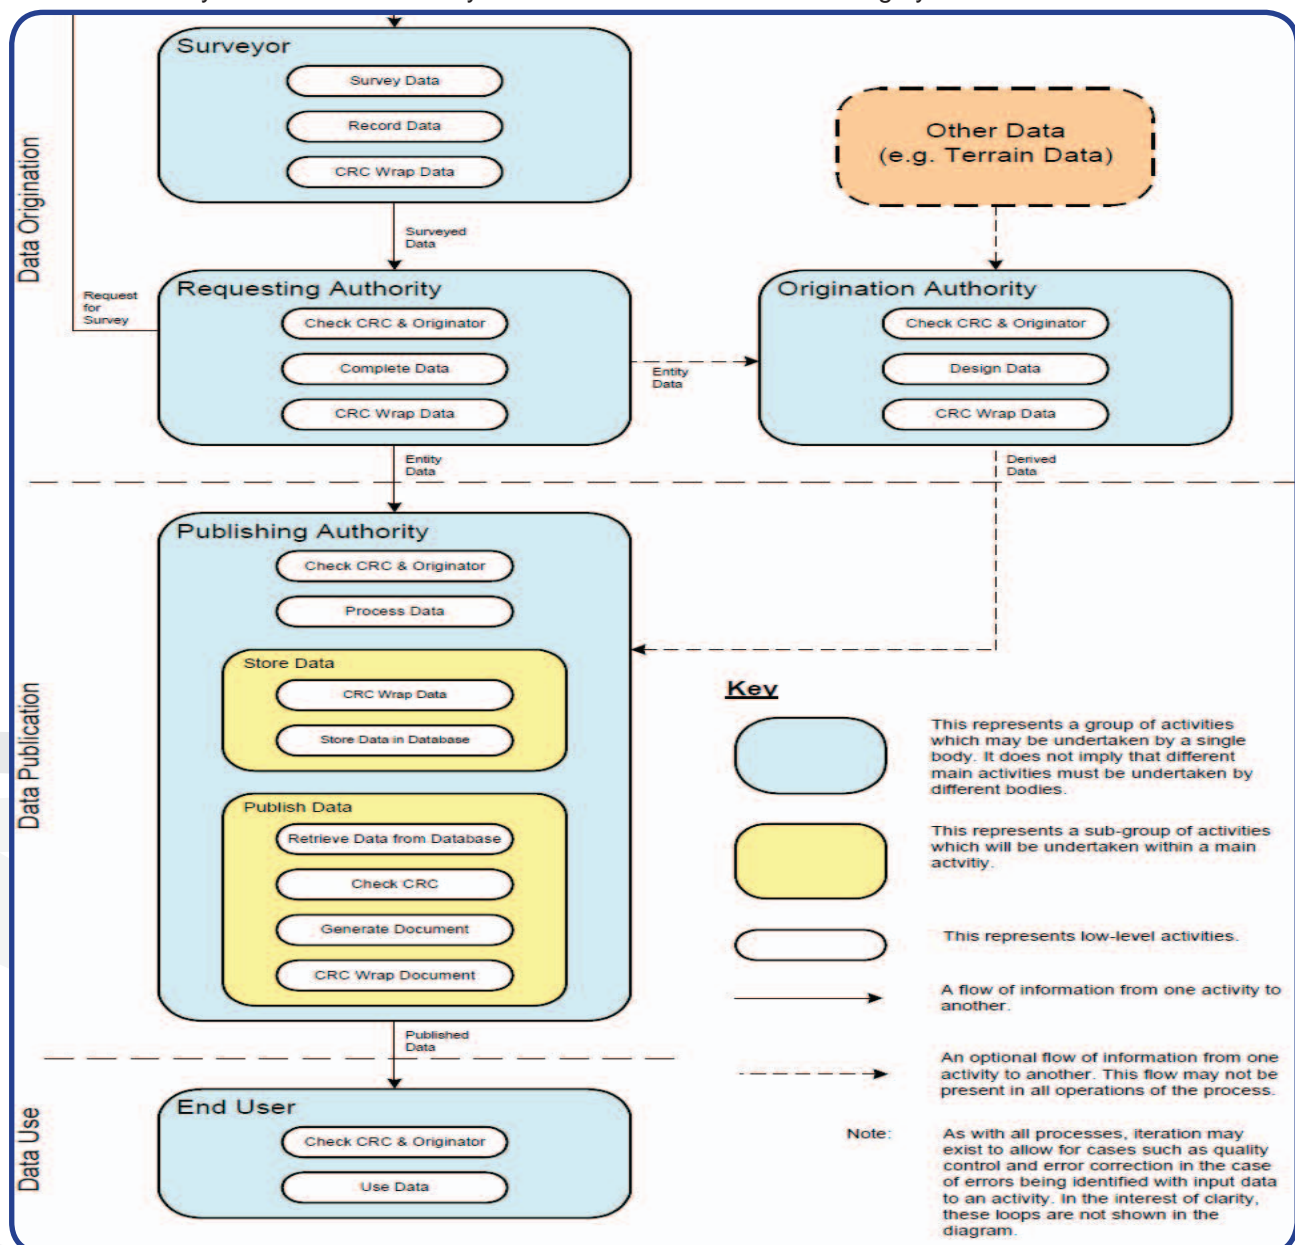 Surveyor
Survey Data
Record Data
CRC Wrap Data
Other Data
(e.g. Terrain Data)
Data Origination
Surveyed
Data
Request
for
Survey
Requesting Authority
Check CRC & Originator
Complete Data
CRC Wrap Data
Entity
Data
Origination Authority
Check CRC & Originator
Design Data
CRC Wrap Data
Entity
Data
Derived
Data
Data Publication
Publishing Authority
Check CRC & Originator
Process Data
Store Data
CRC Wrap Data
Store Data in Database
Publish Data
Retrieve Data from Database
Check CRC
Generate Document
CRC Wrap Document
Published
Data
Data Use
End User
Check CRC & Originator
Use Data
Key
This represents a group of activities
which may be undertaken by a single
body. It does not imply that different
main activities must be undertaken by
different bodies.
This represents a sub-group of activities
which will be undertaken within a main
actvitiy.
This represents low-level activities.
A flow of information from one activity to
another.
An optional flow of information from one
activity to another. This flow may not be
present in all operations of the process.
Note:
As with all processes, iteration may
exist to allow for cases such as quality
control and error correction in the case
of errors being identified with input data
to an activity. In the interest of clarity,
these loops are not shown in the
diagram.